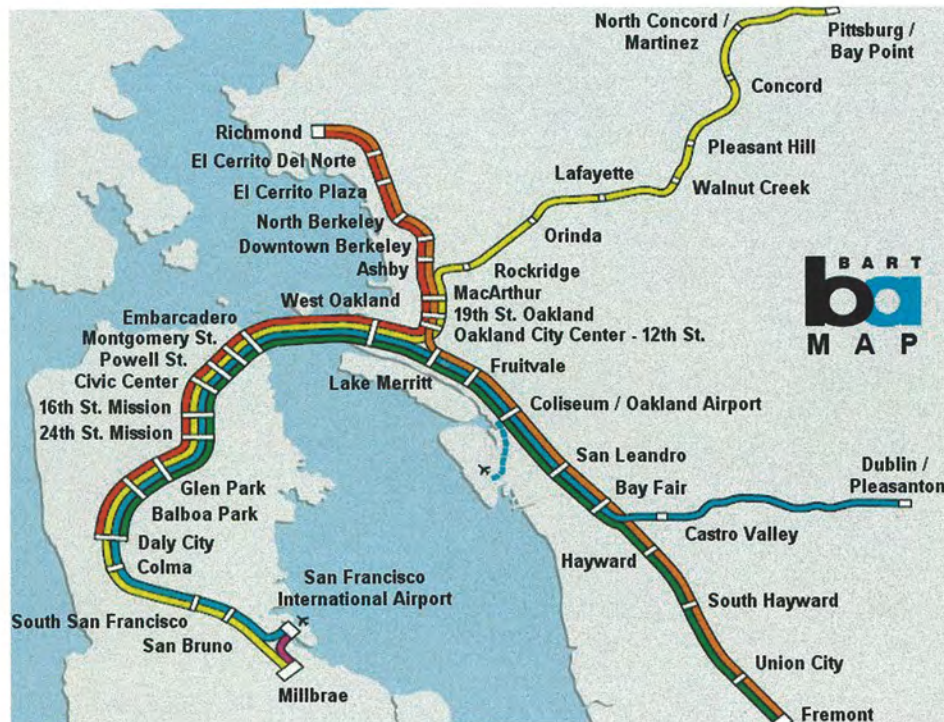 North Concord /
Martinez
Pittsburg /
Bay Point
Concord
Richmond
Pleasant Hill
El Cerrito Del Norte
Lafayette
El Cerrito Plaza
Walnut Creek
North Berkeley
Orinda
Downtown Berkeley
Ashby
Rockridge
BART
ba
MAP
West Oakland
MacArthur
Embarcadero
19th St. Oakland
Montgomery St.
Oakland City Center - 12th St.
Powell St.
Civic Center
Lake Merritt
Fruitvale
16th St. Mission
Coliseum / Oakland Airport
24th St. Mission
San Leandro
Dublin /
Pleasanton
Glen Park
Bay Fair
Balboa Park
Castro Valley
Daly City
Hayward
Colma
San Francisco
International Airport
South Hayward
South San Francisco
San Bruno
Union City
Millbrae
Fremont